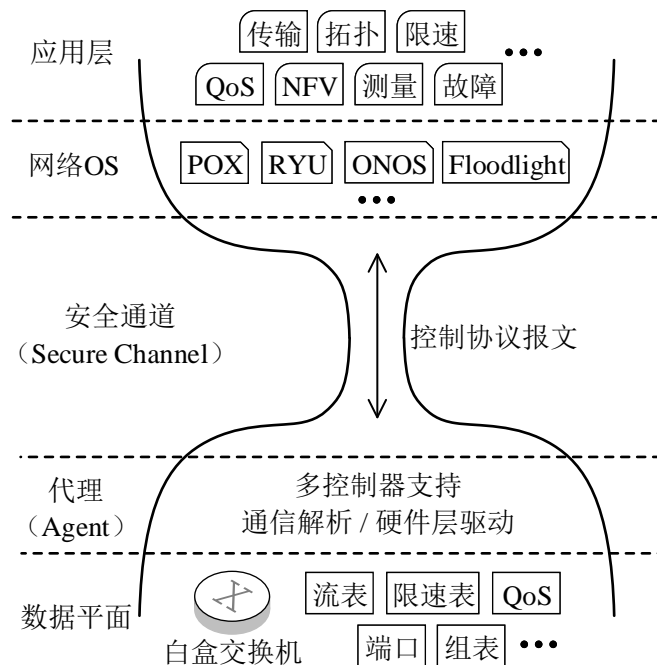 应用层
传输 拓扑 限速
QoS NFV 测量 故障 •••
网络OS
POX RYU ONOS Floodlight
•••
安全通道
（Secure Channel）
控制协议报文
代理
（Agent）
多控制器支持
通信解析 / 硬件层驱动
数据平面
白盒交换机
流表 限速表 QoS
端口 组表 •••